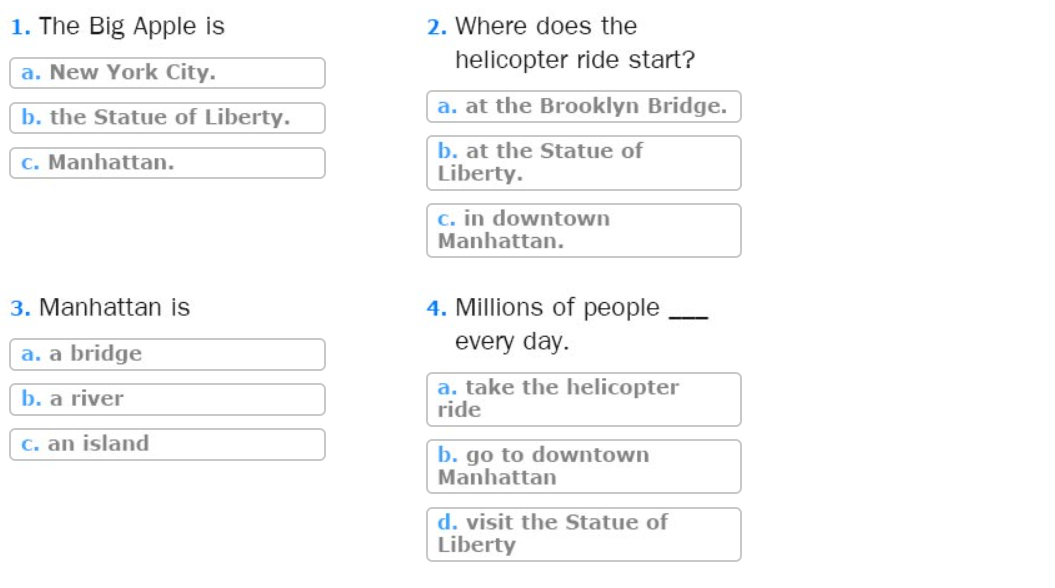 1. The Big Apple is
a. New York City.
b. the Statue of Liberty.
c. Manhattan.
2. Where does the
helicopter ride start?
a. at the Brooklyn Bridge.
b. at the Statue of
Liberty.
c. in downtown
Manhattan.
3. Manhattan is
a. a bridge
b. a river
c. an island
4. Millions of people ___
every day.
a. take the helicopter
ride
b. go to downtown
Manhattan
d. visit the Statue of
Liberty